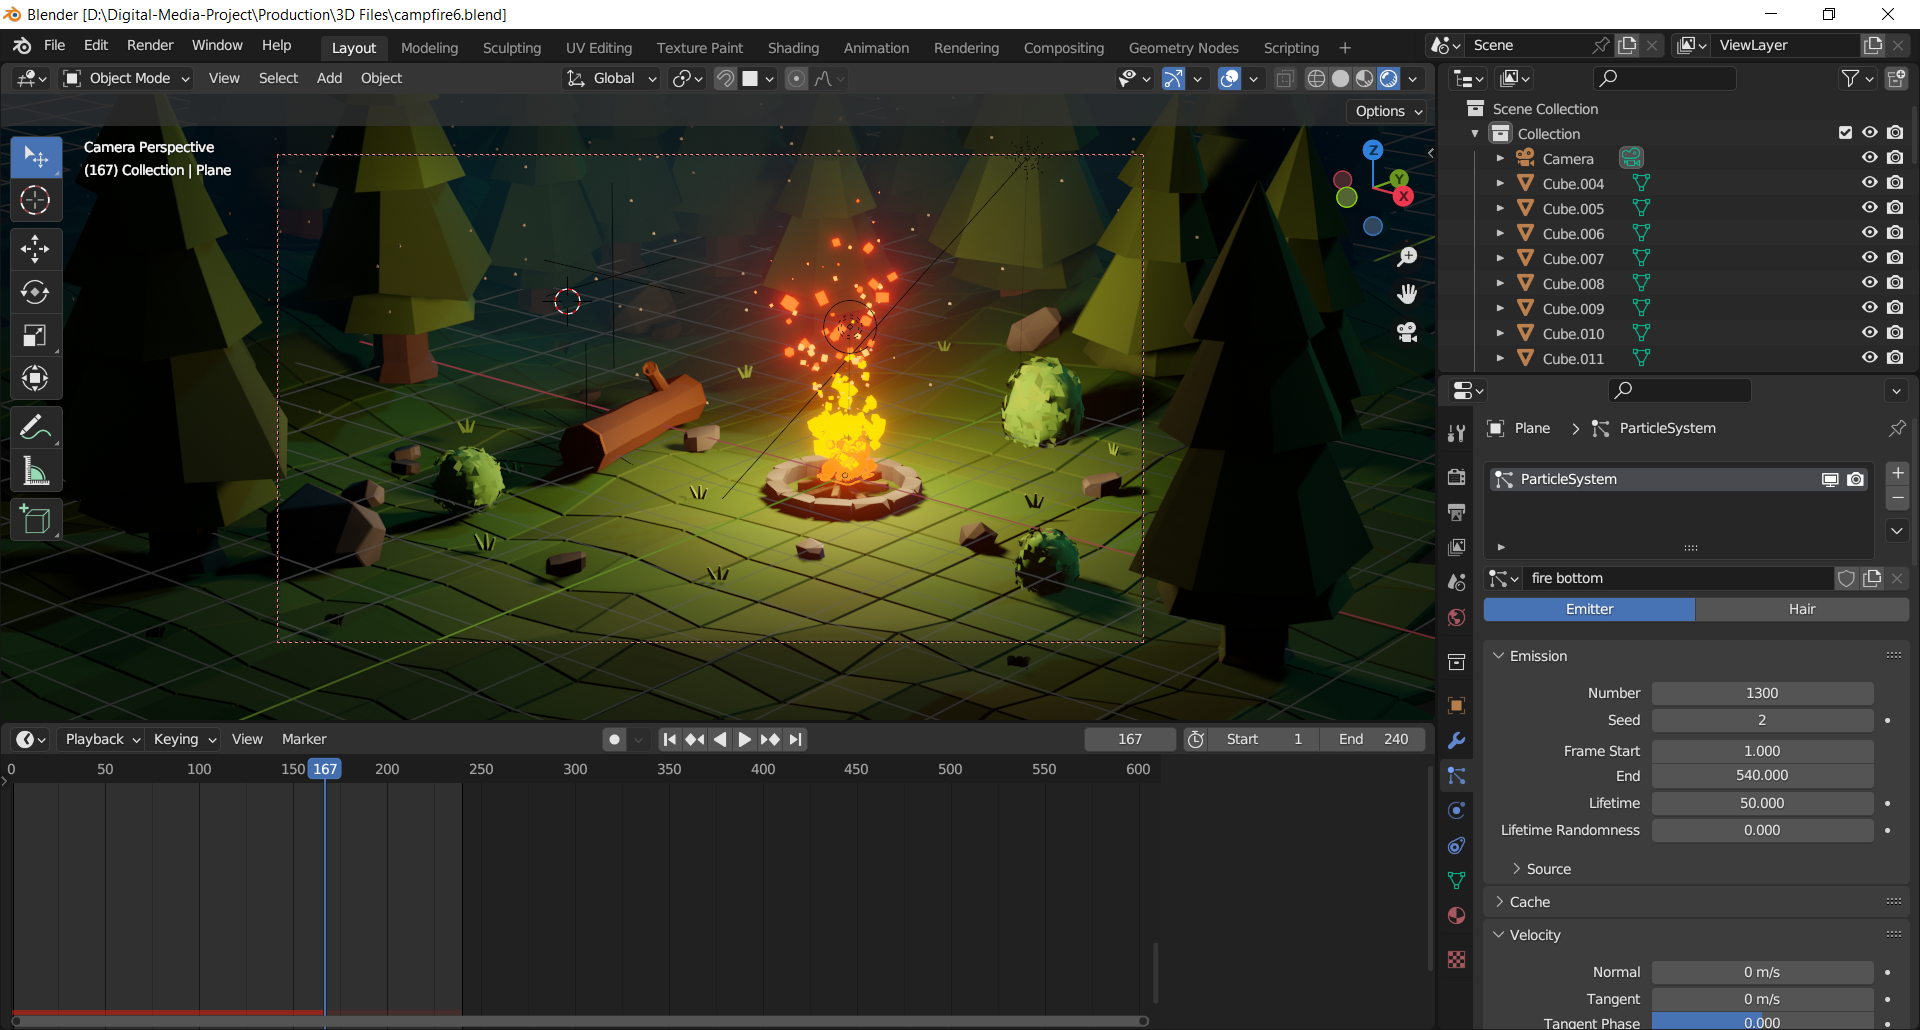 Blender [D:\Digital-Media-Project\Production\3D Files\campfire6.blend]
File Edit Render Window Help Layout Modeling Sculpting UV Editing Texture Paint Shading Animation Rendering Compositing Geometry Nodes Scripting + Scene ViewLayer
Object Mode View Select Add Object Global
Options
Camera Perspective
(167) Collection | Plane
Z
Y
X
Scene Collection
Collection
Camera
Cube.004
Cube.005
Cube.006
Cube.007
Cube.008
Cube.009
Cube.010
Cube.011
Plane > ParticleSystem
ParticleSystem
fire bottom
Emitter Hair
Emission
Number 1300
Seed 2
Frame Start 1.000
End 540.000
Lifetime 50.000
Lifetime Randomness 0.000
Source
Cache
Velocity
Normal 0 m/s
Tangent 0 m/s
Tangent Phase 0.000
Playback Keying View Marker 167 Start 1 End 240
0 50 100 150 167 200 250 300 350 400 450 500 550 600